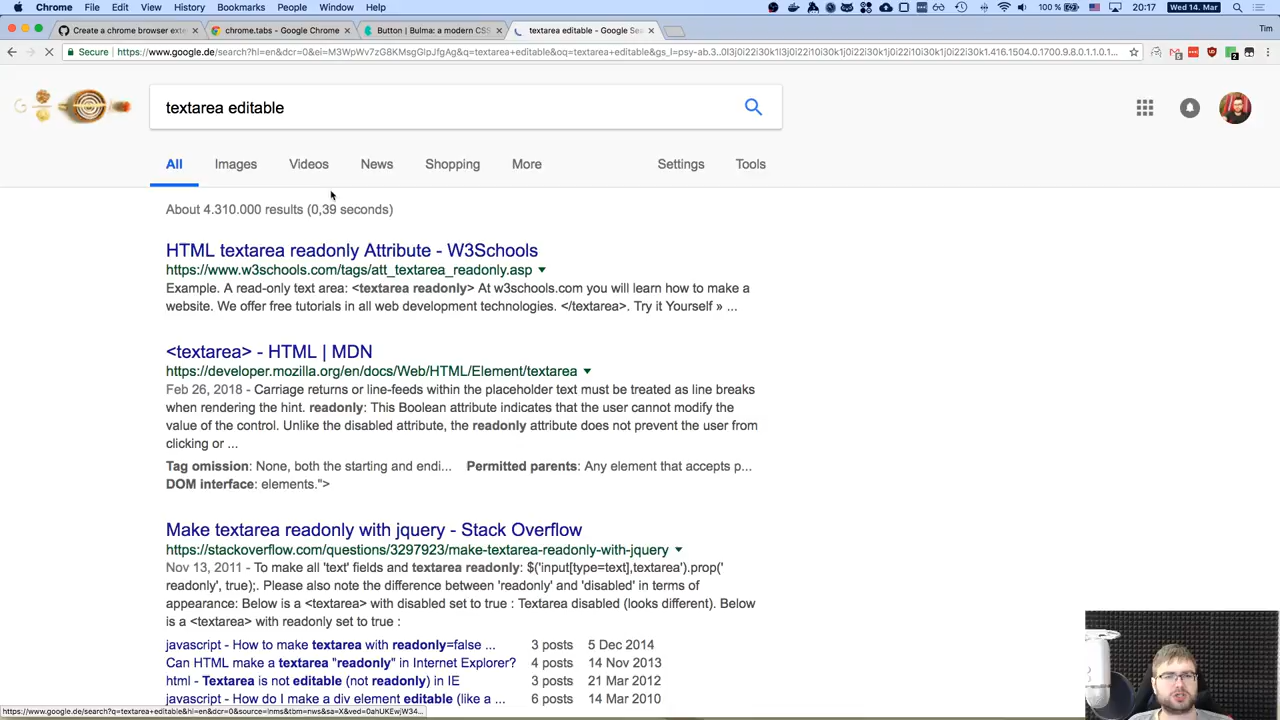 Chrome File Edit View History Bookmarks People Window Help 100 % 20:17 Wed 14. Mar
Create a chrome browser exte chrome.tabs - Google Chrome Button | Bulma: a modern CSS textarea editable - Google Sea Tim
Secure https://www.google.de/search?hl=en&dcr=0&ei=M3WpWv7zG8KMsgGlpJfgAg&q=textarea+editable&oq=textarea+editable&gs_l=psy-ab.3..0l3j0i22i10i30k1j0i22i30k1j0i22i10i30k1j0i22i10i30k1.416.1504.0.1700.9.8.0.1.1.0.1...
textarea editable
All Images Videos News Shopping More Settings Tools
About 4.310.000 results (0,39 seconds)
HTML textarea readonly Attribute - W3Schools
https://www.w3schools.com/tags/att_textarea_readonly.asp
Example. A read-only text area: <textarea readonly> At w3schools.com you will learn how to make a
website. We offer free tutorials in all web development technologies. </textarea>. Try it Yourself » ...
<textarea> - HTML | MDN
https://developer.mozilla.org/en/docs/Web/HTML/Element/textarea
Feb 26, 2018 - Carriage returns or line-feeds within the placeholder text must be treated as line breaks
when rendering the hint. readonly: This Boolean attribute indicates that the user cannot modify the
value of the control. Unlike the disabled attribute, the readonly attribute does not prevent the user from
clicking or ...
Tag omission: None, both the starting and endi... Permitted parents: Any element that accepts p...
DOM interface: elements.">
Make textarea readonly with jquery - Stack Overflow
https://stackoverflow.com/questions/3297923/make-textarea-readonly-with-jquery
Nov 13, 2011 - To make all 'text' fields and textarea readonly: $('input[type=text],textarea').prop('
readonly', true);. Please also note the difference between 'readonly' and 'disabled' in terms of
appearance: Below is a <textarea> with disabled set to true : Textarea disabled (looks different). Below
is a <textarea> with readonly set to true :
javascript - How to make textarea with readonly=false ... 3 posts 5 Dec 2014
Can HTML make a textarea "readonly" in Internet Explorer? 4 posts 14 Nov 2013
html - Textarea is not editable (not readonly) in IE 3 posts 21 Mar 2012
javascript - How do I make a div element editable (like a ... 6 posts 14 Mar 2010
https://www.google.de/search?q=textarea+editable&hl=en&dcr=0&source=lnms&tbm=nws&sa=X&ved=0ahUKEwjW34...